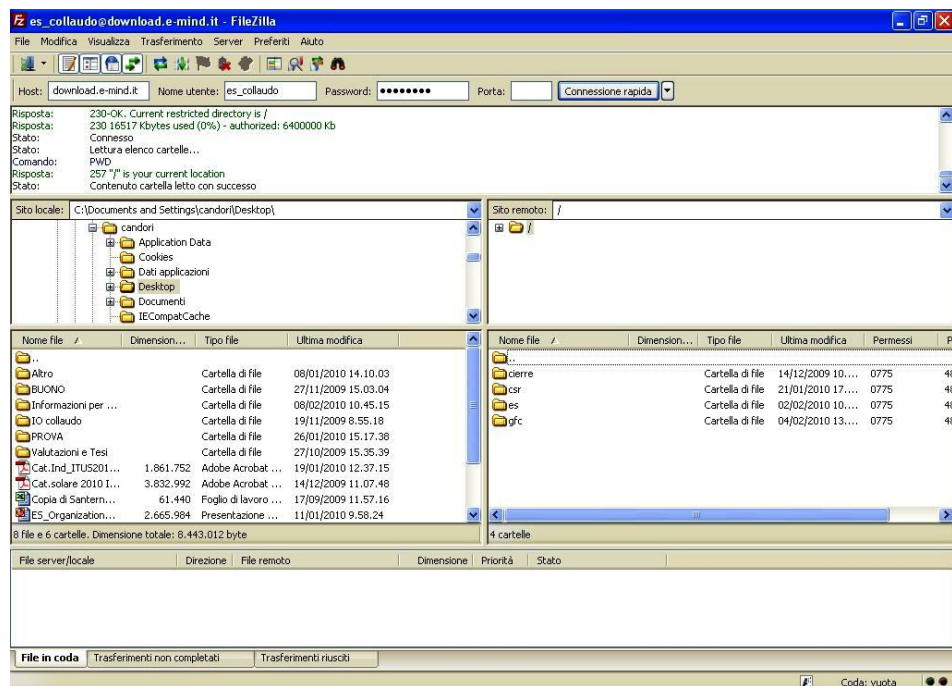 es_collaudo@download.e-mind.it - FileZilla
File Modifica Visualizza Trasferimento Server Preferiti Aiuto
Host: download.e-mind.it Nome utente: es_collaudo Password: ●●●●●●●● Porta: Connessione rapida
Risposta: 230-OK. Current restricted directory is /
Risposta: 230 16517 Kbytes used (0%) - authorized: 6400000 Kb
Stato: Connesso
Stato: Lettura elenco cartelle...
Comando: PWD
Risposta: 257 "/" is your current location
Stato: Contenuto cartella letto con successo
Sito locale: C:\Documents and Settings\candori\Desktop\
candori
Application Data
Cookies
Dati applicazioni
Desktop
Documenti
IECompatCache
Sito remoto: /
/
Nome file Dimension... Tipo file Ultima modifica
..
Altro Cartella di file 08/01/2010 14.10.03
BUONO Cartella di file 27/11/2009 15.03.04
Informazioni per ... Cartella di file 08/02/2010 10.45.15
IO collaudo Cartella di file 19/11/2009 8.55.18
PROVA Cartella di file 26/01/2010 15.17.38
Valutazioni e Tesi Cartella di file 27/10/2009 15.35.39
Cat.Ind_ITUS201... 1.861.752 Adobe Acrobat ... 19/01/2010 12.37.15
Cat.solare 2010 I... 3.832.992 Adobe Acrobat ... 14/12/2009 11.07.48
Copia di Santern... 61.440 Foglio di lavoro ... 17/09/2009 11.57.16
ES_Organization... 2.665.984 Presentazione ... 11/01/2010 9.58.24
8 file e 6 cartelle. Dimensione totale: 8.443.012 byte
Nome file Dimension... Tipo file Ultima modifica Permessi P
..
cierre Cartella di file 14/12/2009 10.... 0775 48
csr Cartella di file 21/01/2010 17.... 0775 48
es Cartella di file 02/02/2010 10.... 0775 48
gfc Cartella di file 04/02/2010 13.... 0775 48
4 cartelle
File server/locale Direzione File remoto Dimensione Priorità Stato
File in coda Trasferimenti non completati Trasferimenti riusciti
Coda: vuota